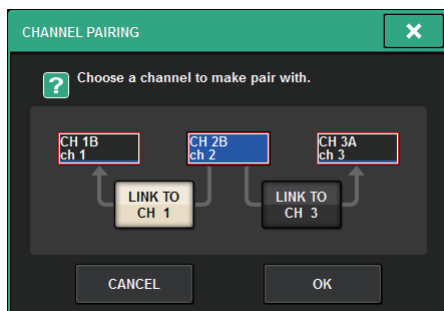 CHANNEL PAIRING
?
Choose a channel to make pair with.
CH 1B
ch 1
CH 2B
ch 2
CH 3A
ch 3
LINK TO
CH 1
LINK TO
CH 3
CANCEL
OK